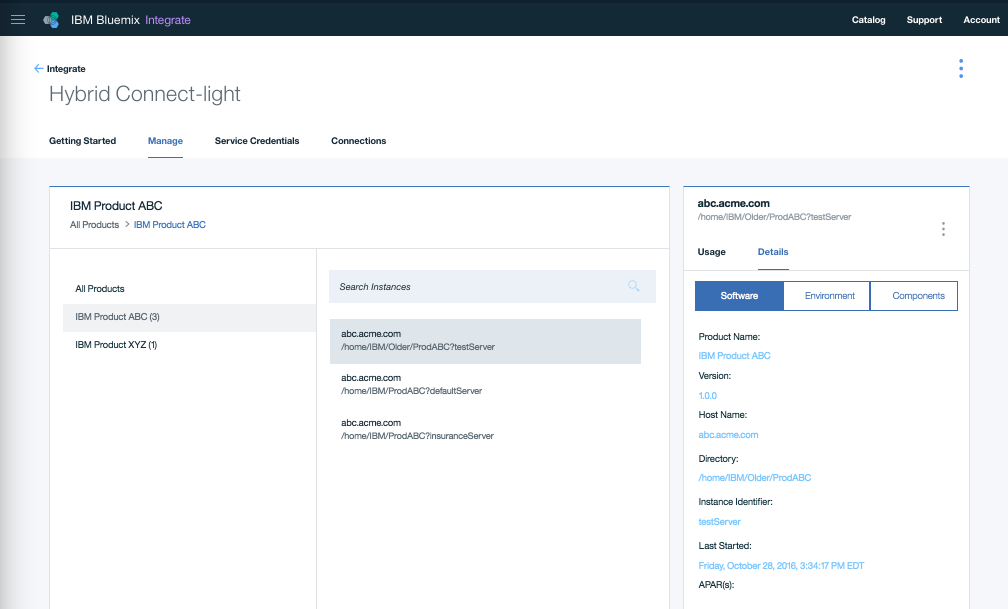 IBM Bluemix Integrate
Catalog Support Account
Integrate
Hybrid Connect-light
Getting Started Manage Service Credentials Connections
IBM Product ABC
All Products > IBM Product ABC
All Products
IBM Product ABC (3)
IBM Product XYZ (1)
Search Instances
abc.acme.com
/home/IBM/Older/ProdABC?testServer
abc.acme.com
/home/IBM/ProdABC?defaultServer
abc.acme.com
/home/IBM/ProdABC?insuranceServer
abc.acme.com
/home/IBM/Older/ProdABC?testServer
Usage Details
Software Environment Components
Product Name:
IBM Product ABC
Version:
1.0.0
Host Name:
abc.acme.com
Directory:
/home/IBM/Older/ProdABC
Instance Identifier:
testServer
Last Started:
Friday, October 28, 2016, 3:34:17 PM EDT
APAR(s):